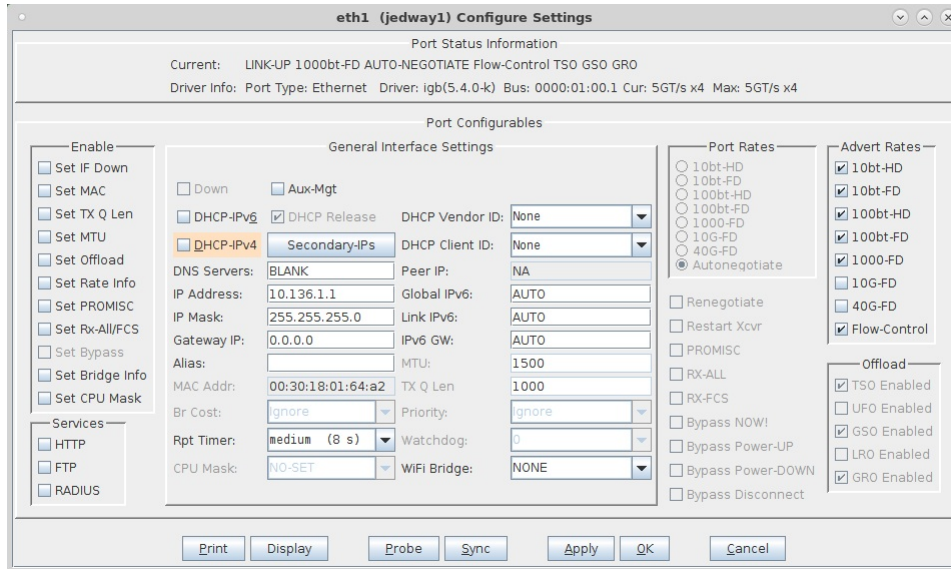 eth1 (jedway1) Configure Settings
Port Status Information
Current: LINK-UP 1000bt-FD AUTO-NEGOTIATE Flow-Control TSO GSO GRO
Driver Info: Port Type: Ethernet Driver: igb(5.4.0-k) Bus: 0000:01:00.1 Cur: 5GT/s x4 Max: 5GT/s x4
Port Configurables
Enable
Set IF Down
Set MAC
Set TX Q Len
Set MTU
Set Offload
Set Rate Info
Set PROMISC
Set Rx-All/FCS
Set Bypass
Set Bridge Info
Set CPU Mask
Services
HTTP
FTP
RADIUS
General Interface Settings
Down Aux-Mgt
DHCP-IPv6 DHCP Release DHCP Vendor ID: None
DHCP-IPv4 Secondary-IPs DHCP Client ID: None
DNS Servers: BLANK Peer IP: NA
IP Address: 10.136.1.1 Global IPv6: AUTO
IP Mask: 255.255.255.0 Link IPv6: AUTO
Gateway IP: 0.0.0.0 IPv6 GW: AUTO
Alias: MTU: 1500
MAC Addr: 00:30:18:01:64:a2 TX Q Len 1000
Br Cost: Ignore Priority: Ignore
Rpt Timer: medium (8 s) Watchdog: 0
CPU Mask: NO-SET WiFi Bridge: NONE
Port Rates
10bt-HD
10bt-FD
100bt-HD
100bt-FD
1000-FD
10G-FD
40G-FD
Autonegotiate
Renegotiate
Restart Xcvr
PROMISC
RX-ALL
RX-FCS
Bypass NOW!
Bypass Power-UP
Bypass Power-DOWN
Bypass Disconnect
Advert Rates
10bt-HD
10bt-FD
100bt-HD
100bt-FD
1000-FD
10G-FD
40G-FD
Flow-Control
Offload
TSO Enabled
UFO Enabled
GSO Enabled
LRO Enabled
GRO Enabled
Print Display Probe Sync Apply OK Cancel